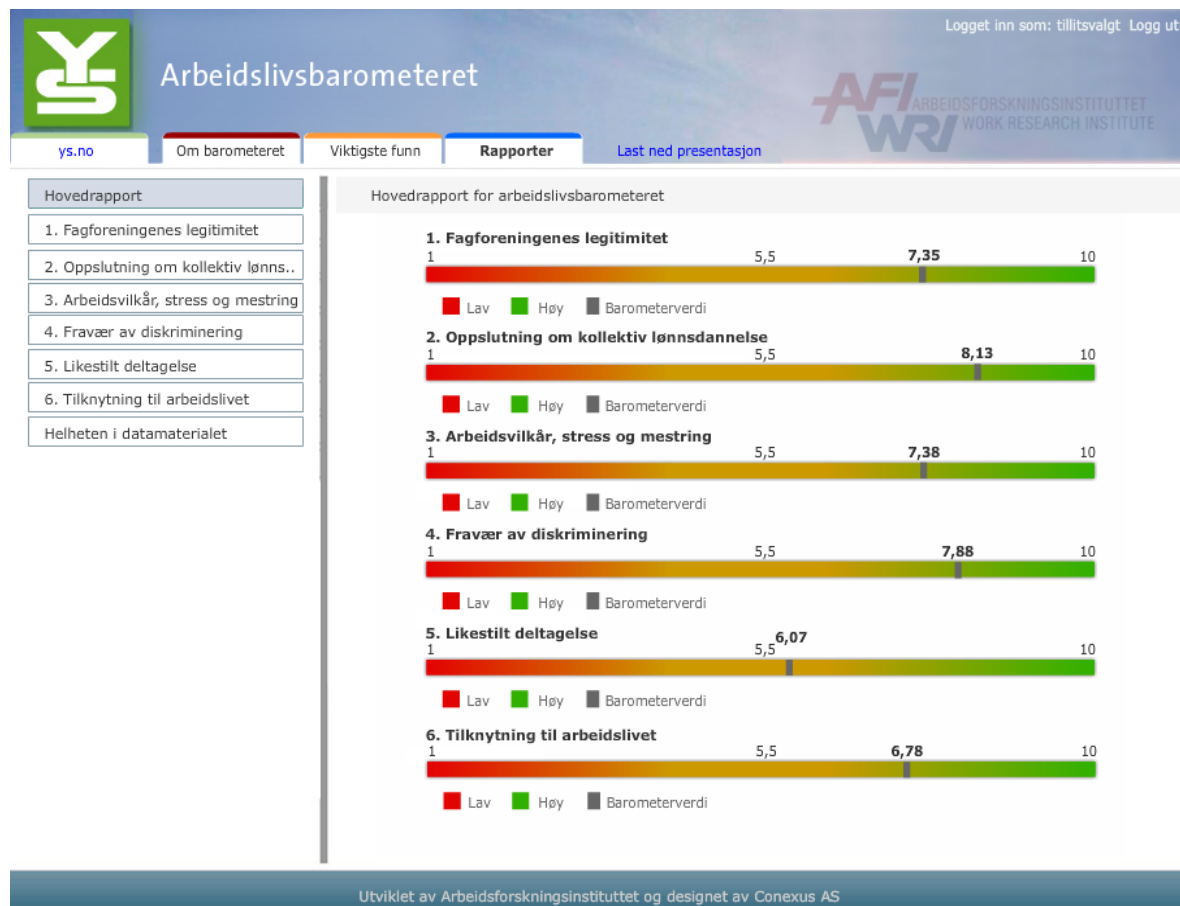 Logget inn som: tillitsvalgt Logg ut
YS
Arbeidslivsbarometeret
AFI ARBEIDSFORSKNINGSINSTITUTTET
WRI WORK RESEARCH INSTITUTE
ys.no Om barometeret Viktigste funn Rapporter Last ned presentasjon
Hovedrapport
1. Fagforeningenes legitimitet
2. Oppslutning om kollektiv lønns..
3. Arbeidsvilkår, stress og mestring
4. Fravær av diskriminering
5. Likestilt deltagelse
6. Tilknytning til arbeidslivet
Helheten i datamaterialet
Hovedrapport for arbeidslivsbarometeret
1. Fagforeningenes legitimitet
1 5,5 7,35 10
Lav Høy Barometerverdi
2. Oppslutning om kollektiv lønnsdannelse
1 5,5 8,13 10
Lav Høy Barometerverdi
3. Arbeidsvilkår, stress og mestring
1 5,5 7,38 10
Lav Høy Barometerverdi
4. Fravær av diskriminering
1 5,5 7,88 10
Lav Høy Barometerverdi
5. Likestilt deltagelse
1 5,5 6,07 10
Lav Høy Barometerverdi
6. Tilknytning til arbeidslivet
1 5,5 6,78 10
Lav Høy Barometerverdi
Utviklet av Arbeidsforskningsinstituttet og designet av Conexus AS